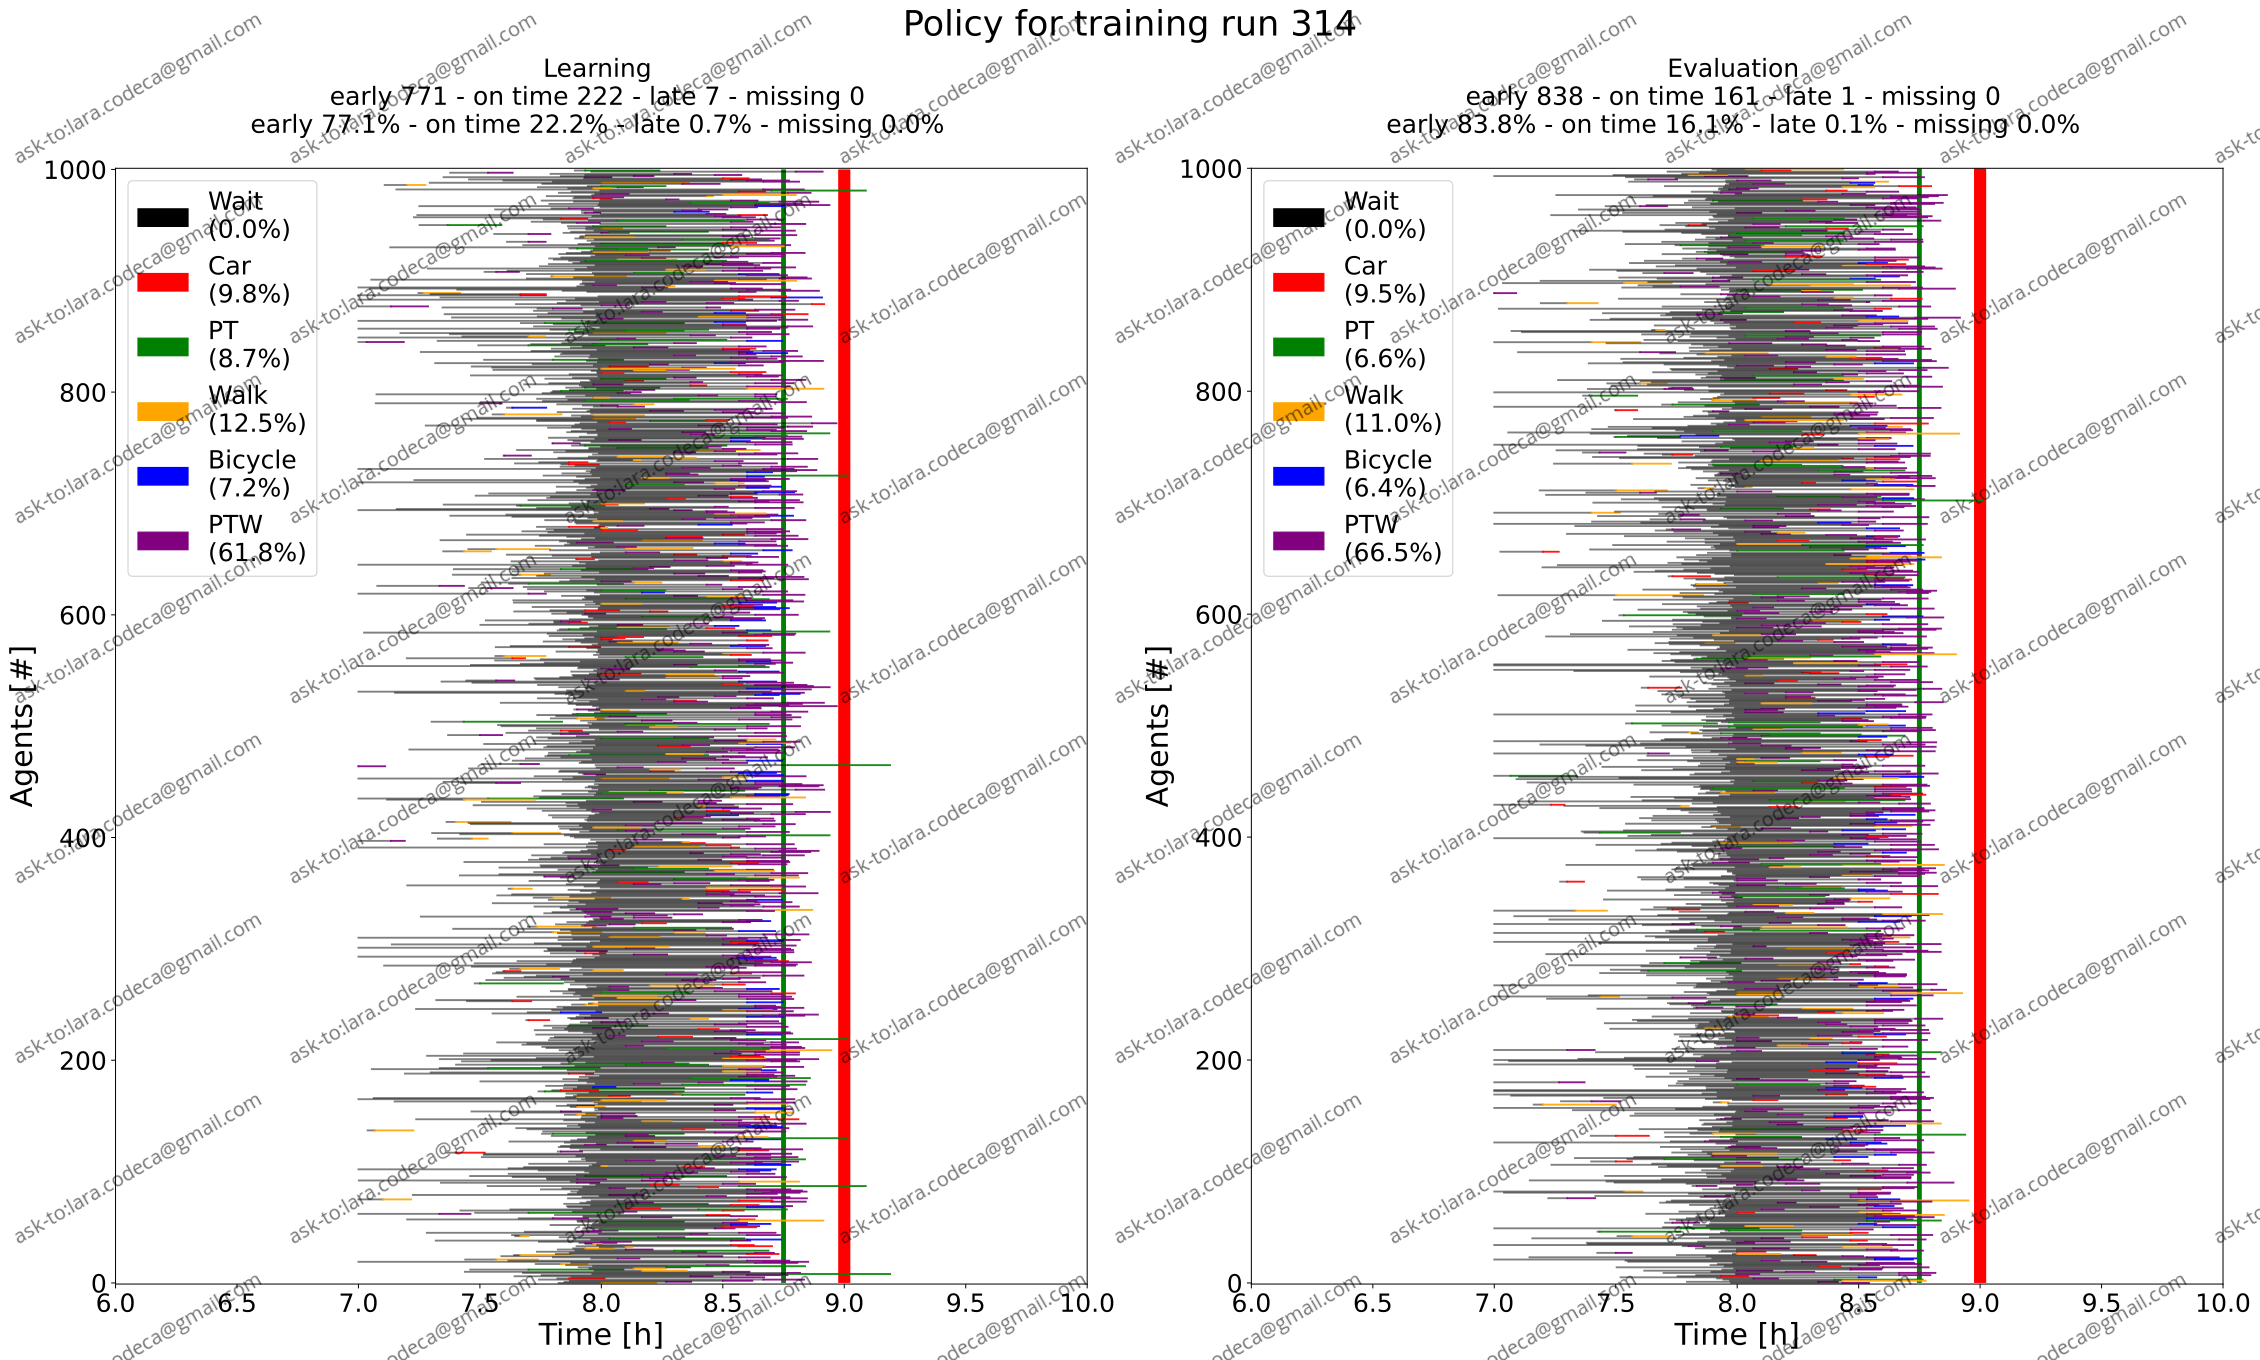 Policy for training run 314
Learning
early 771 - on time 222 - late 7 - missing 0
early 77.1% - on time 22.2% - late 0.7% - missing 0.0%
1000
800
600
400
200
0
Agents [#]
Wait
(0.0%)
Car
(9.8%)
PT
(8.7%)
Walk
(12.5%)
Bicycle
(7.2%)
PTW
(61.8%)
6.0 6.5 7.0 7.5 8.0 8.5 9.0 9.5 10.0
Time [h]
Evaluation
early 838 - on time 161 - late 1 - missing 0
early 83.8% - on time 16.1% - late 0.1% - missing 0.0%
1000
800
600
400
200
0
Agents [#]
Wait
(0.0%)
Car
(9.5%)
PT
(6.6%)
Walk
(11.0%)
Bicycle
(6.4%)
PTW
(66.5%)
6.0 6.5 7.0 7.5 8.0 8.5 9.0 9.5 10.0
Time [h]
ask-to:lara.codeca@gmail.com